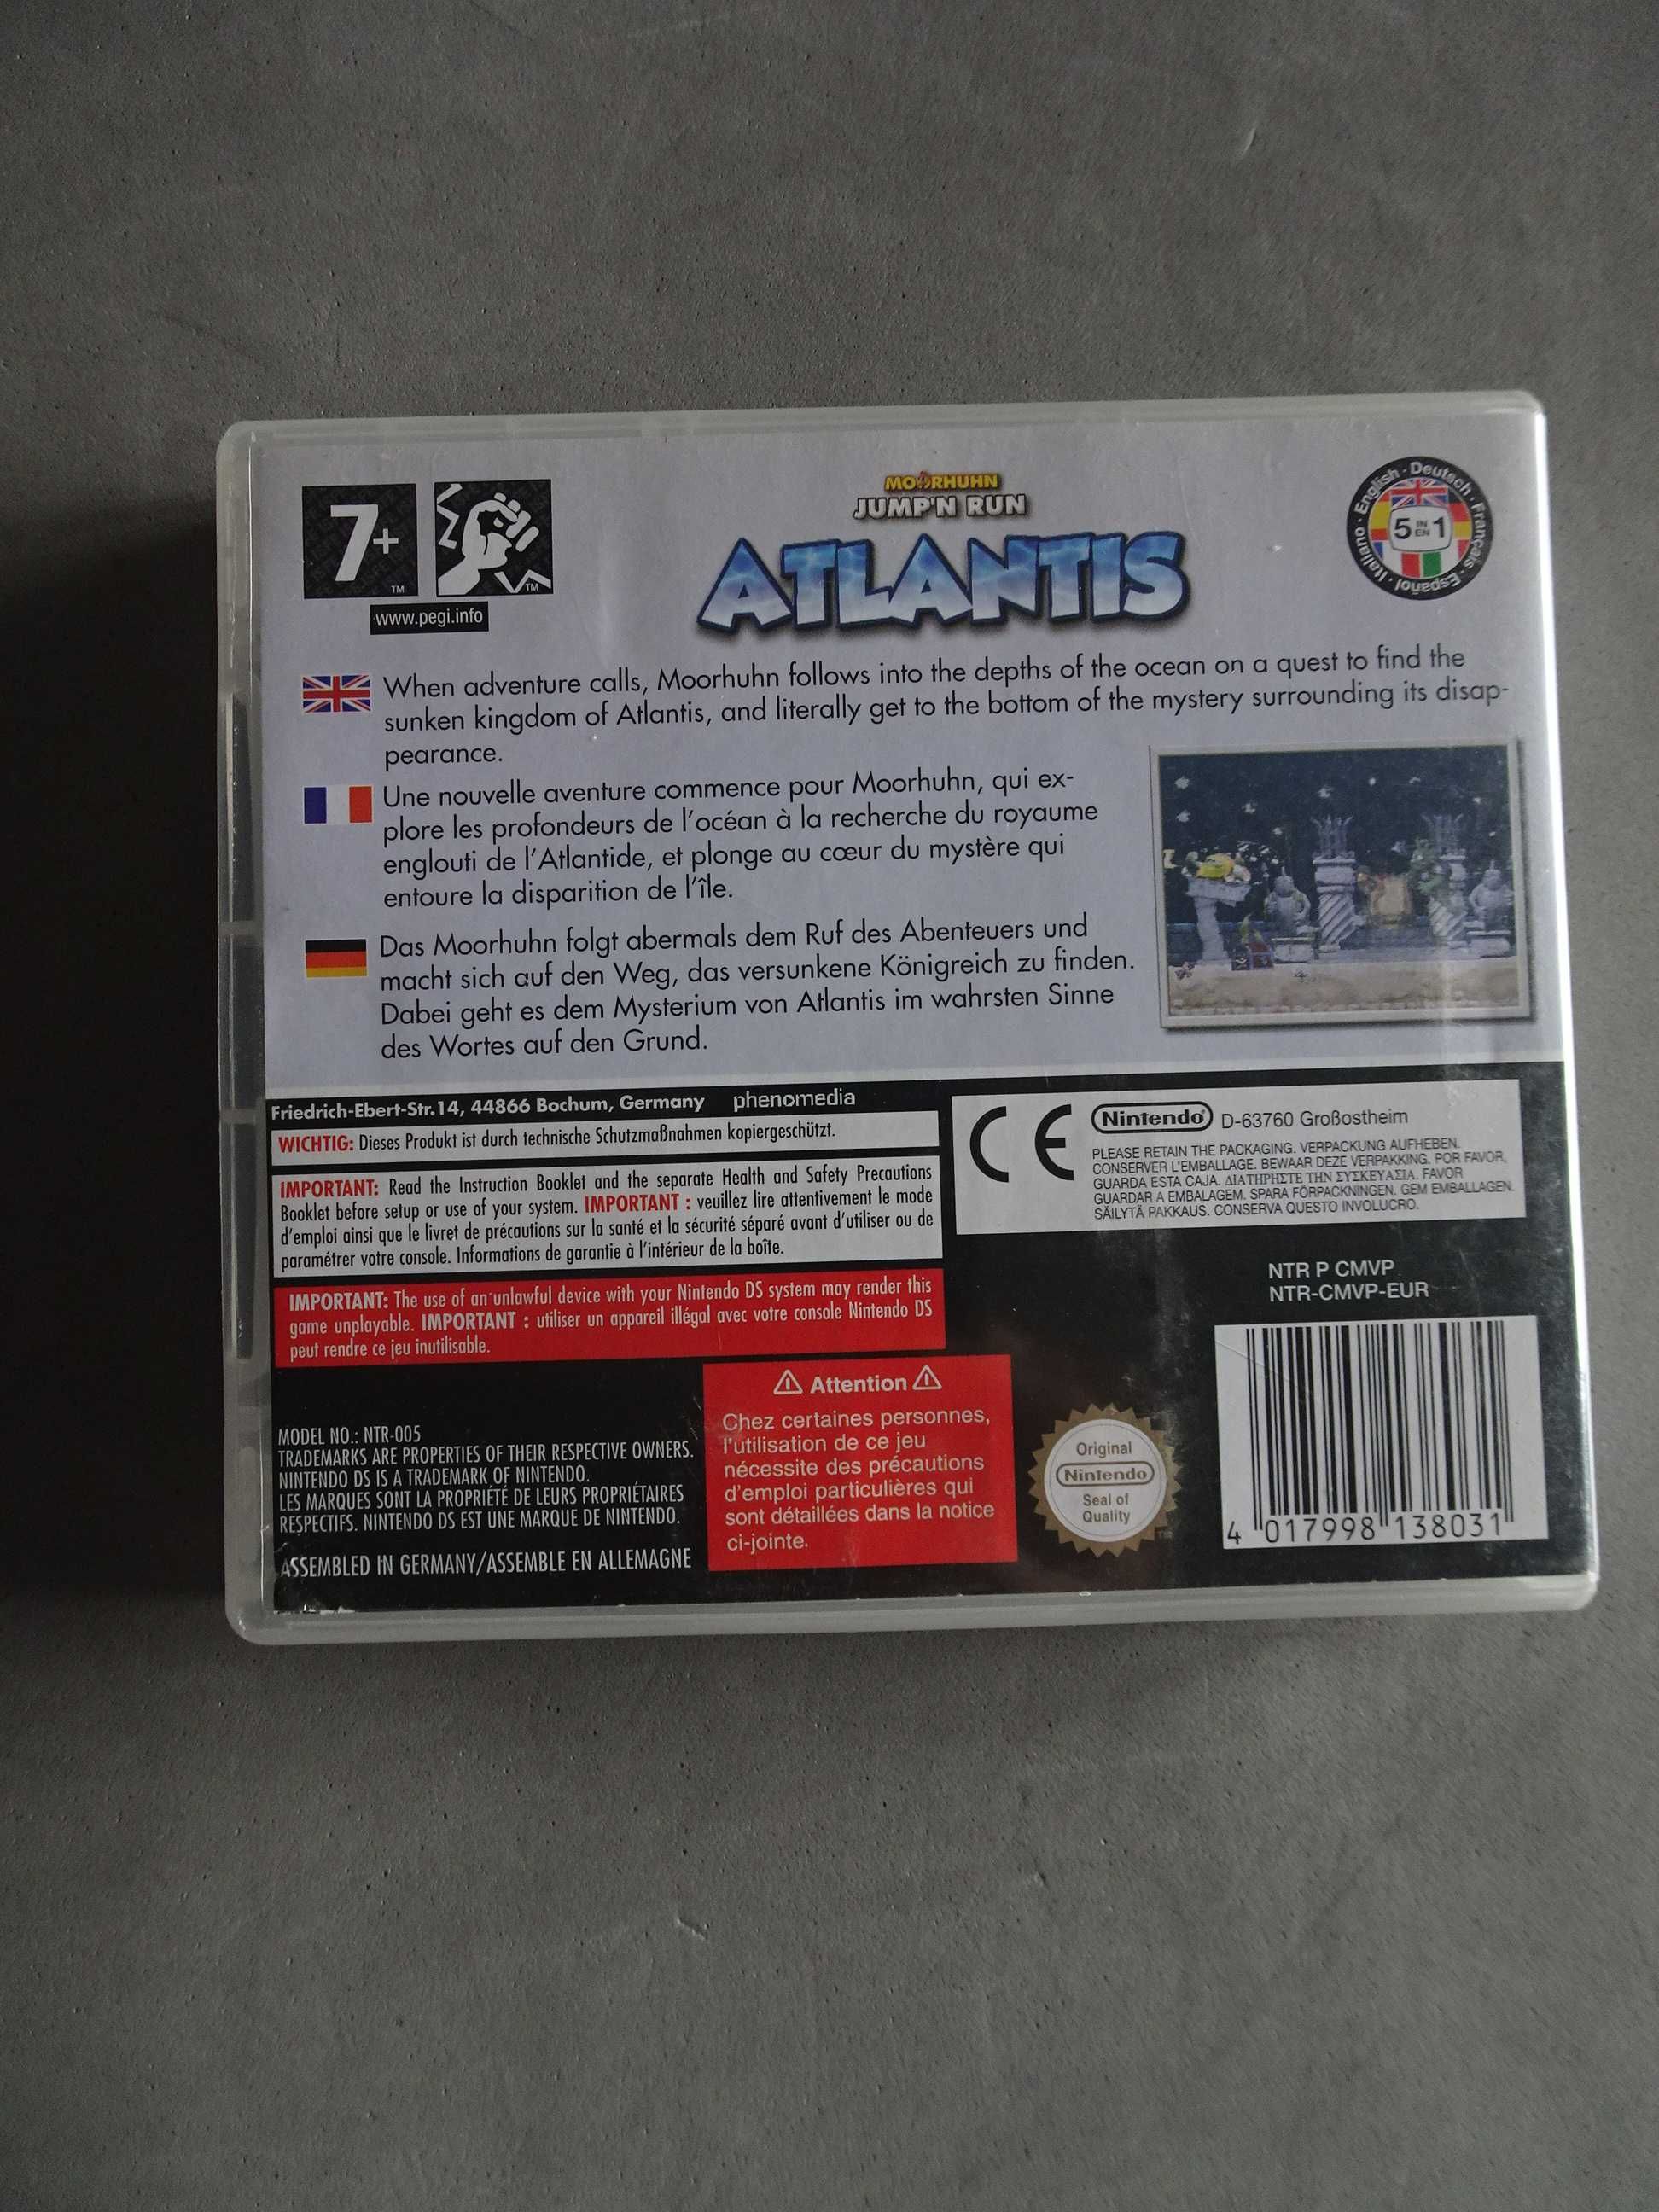 7+
TM
TM
www.pegi.info
MOORHUHN
JUMP'N RUN
ATLANTIS
English · Deutsch · Français · Español · Italiano ·
5 IN EN 1
When adventure calls, Moorhuhn follows into the depths of the ocean on a quest to find the
sunken kingdom of Atlantis, and literally get to the bottom of the mystery surrounding its disap-
pearance.
Une nouvelle aventure commence pour Moorhuhn, qui ex-
plore les profondeurs de l'océan à la recherche du royaume
englouti de l'Atlantide, et plonge au cœur du mystère qui
entoure la disparition de l'île.
Das Moorhuhn folgt abermals dem Ruf des Abenteuers und
macht sich auf den Weg, das versunkene Königreich zu finden.
Dabei geht es dem Mysterium von Atlantis im wahrsten Sinne
des Wortes auf den Grund.
Friedrich-Ebert-Str.14, 44866 Bochum, Germany phenomedia
WICHTIG: Dieses Produkt ist durch technische Schutzmaßnahmen kopiergeschützt.
IMPORTANT: Read the Instruction Booklet and the separate Health and Safety Precautions
Booklet before setup or use of your system. IMPORTANT : veuillez lire attentivement le mode
d'emploi ainsi que le livret de précautions sur la santé et la sécurité séparé avant d'utiliser ou de
paramétrer votre console. Informations de garantie à l'intérieur de la boîte.
IMPORTANT: The use of an unlawful device with your Nintendo DS system may render this
game unplayable. IMPORTANT : utiliser un appareil illégal avec votre console Nintendo DS
peut rendre ce jeu inutilisable.
CE
Nintendo D-63760 Großostheim
PLEASE RETAIN THE PACKAGING. VERPACKUNG AUFHEBEN.
CONSERVER L'EMBALLAGE. BEWAAR DEZE VERPAKKING. POR FAVOR,
GUARDA ESTA CAJA. ΔΙΑΤΗΡΗΣΤΕ ΤΗΝ ΣΥΣΚΕΥΑΣΙΑ. FAVOR
GUARDAR A EMBALAGEM. SPARA FÖRPACKNINGEN. GEM EMBALLAGEN.
SÄILYTÄ PAKKAUS. CONSERVA QUESTO INVOLUCRO.
NTR P CMVP
NTR-CMVP-EUR
MODEL NO.: NTR-005
TRADEMARKS ARE PROPERTIES OF THEIR RESPECTIVE OWNERS.
NINTENDO DS IS A TRADEMARK OF NINTENDO.
LES MARQUES SONT LA PROPRIÉTÉ DE LEURS PROPRIÉTAIRES
RESPECTIFS. NINTENDO DS EST UNE MARQUE DE NINTENDO.
ASSEMBLED IN GERMANY/ASSEMBLE EN ALLEMAGNE
Attention
Chez certaines personnes,
l'utilisation de ce jeu
nécessite des précautions
d'emploi particulières qui
sont détaillées dans la notice
ci-jointe.
Original
Nintendo
Seal of
Quality
TM
4 017998 138031